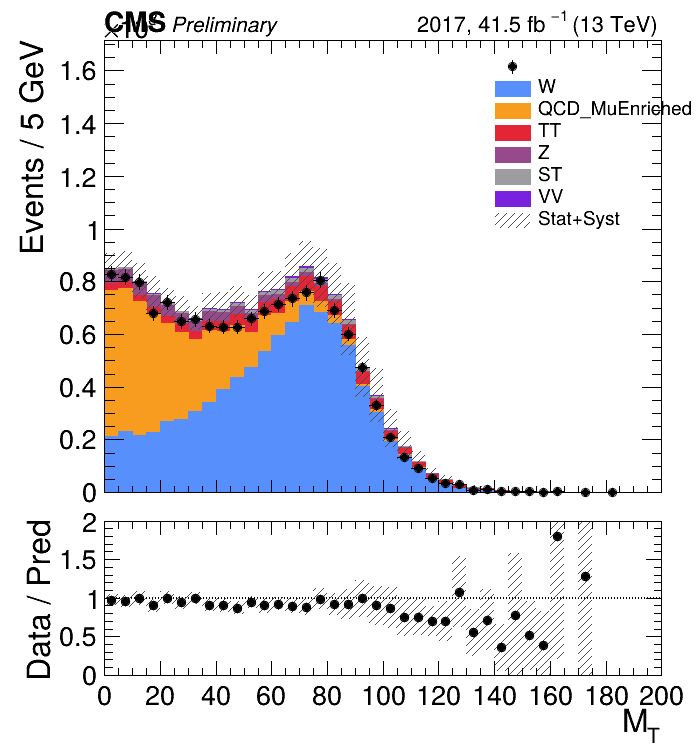 CMS Preliminary 2017, 41.5 fb⁻¹ (13 TeV)
Events / 5 GeV
1.6
1.4
1.2
1
0.8
0.6
0.4
0.2
0
W
QCD_MuEnriched
TT
Z
ST
VV
Stat+Syst
Data / Pred
2
1.5
1
0.5
0
0 20 40 60 80 100 120 140 160 180 200
M_T